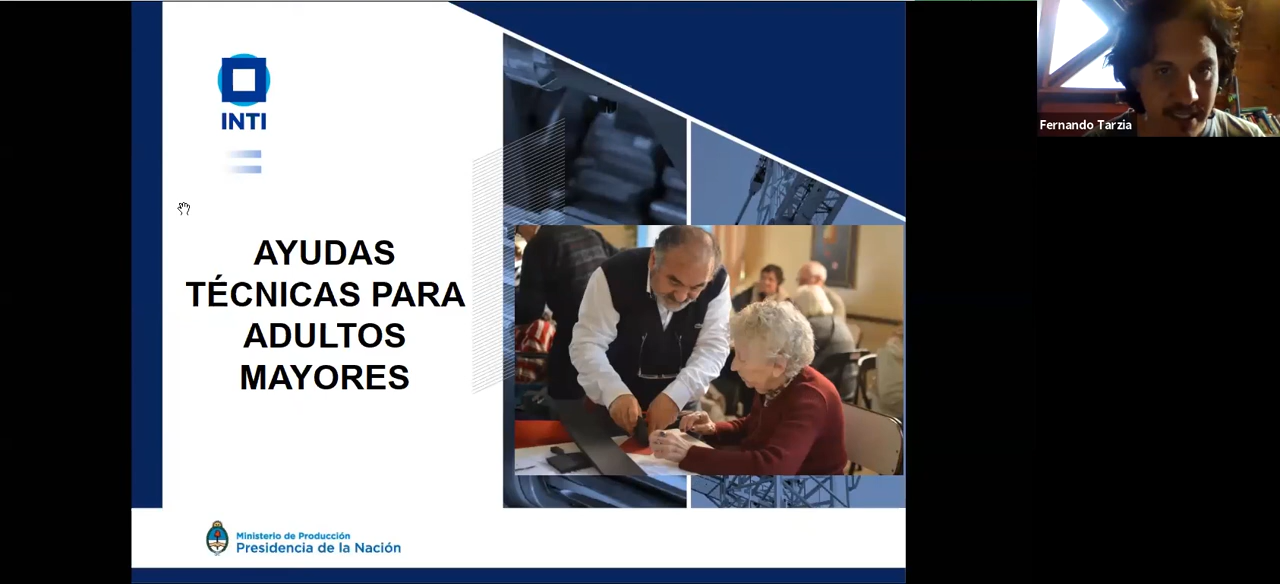 INTI
AYUDAS
TÉCNICAS PARA
ADULTOS
MAYORES
Ministerio de Producción
Presidencia de la Nación
Fernando Tarzia